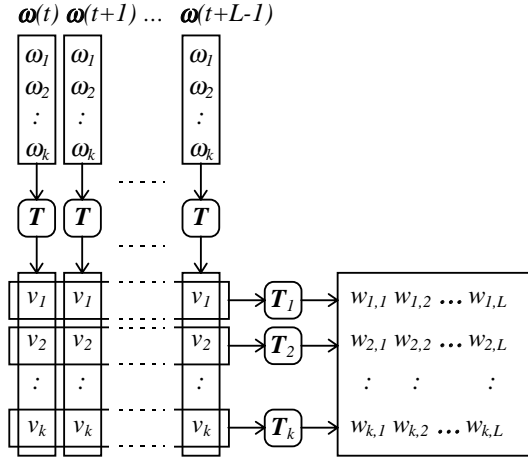 ω(t) ω(t+1) ... ω(t+L-1)
ω1 ω1 ω1
ω2 ω2 ω2
: : :
ωk ωk ωk
T T T
v1 v1 v1 T1 w1,1 w1,2 ... w1,L
v2 v2 v2 T2 w2,1 w2,2 ... w2,L
: : : : : :
vk vk vk Tk wk,1 wk,2 ... wk,L